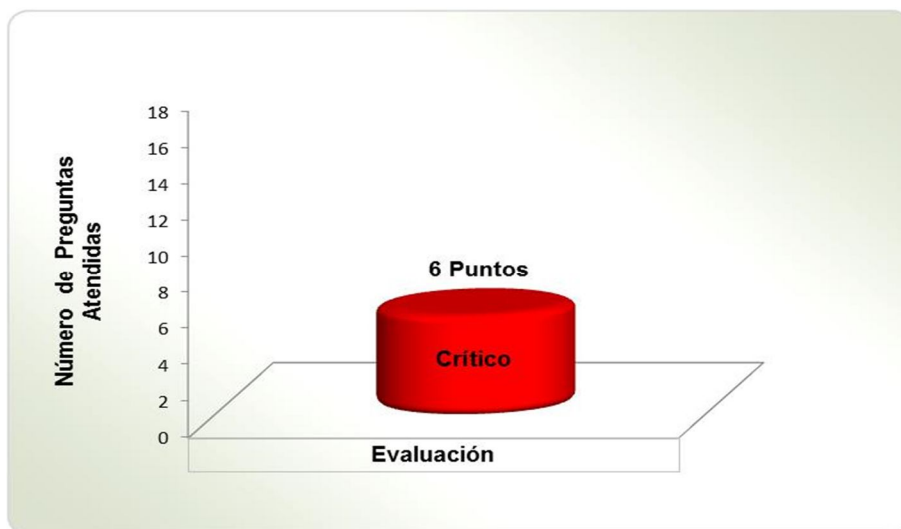 Número de Preguntas
Atendidas
18
16
14
12
10
8
6
4
2
0
6 Puntos
Crítico
Evaluación